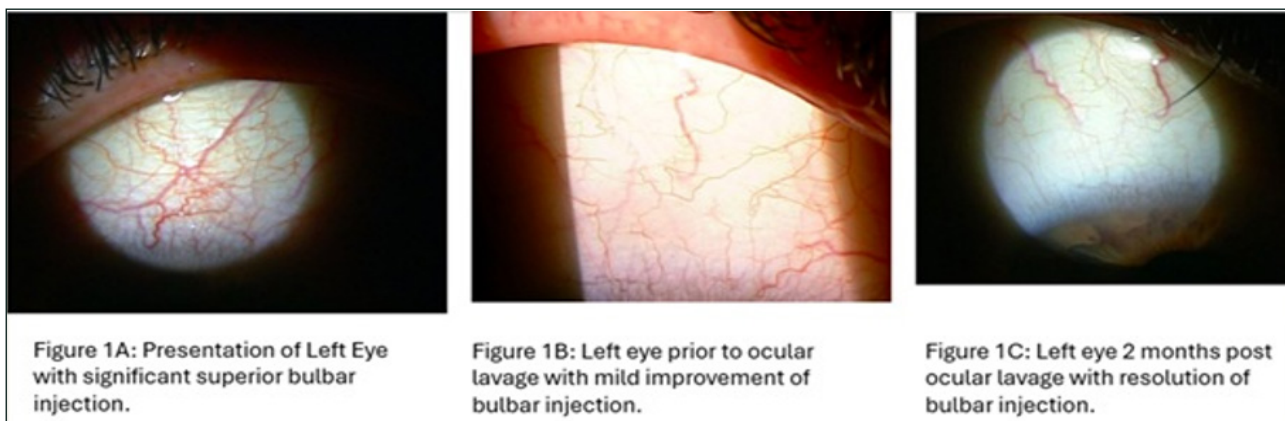 Figure 1A: Presentation of Left Eye
with significant superior bulbar
injection.
Figure 1B: Left eye prior to ocular
lavage with mild improvement of
bulbar injection.
Figure 1C: Left eye 2 months post
ocular lavage with resolution of
bulbar injection.